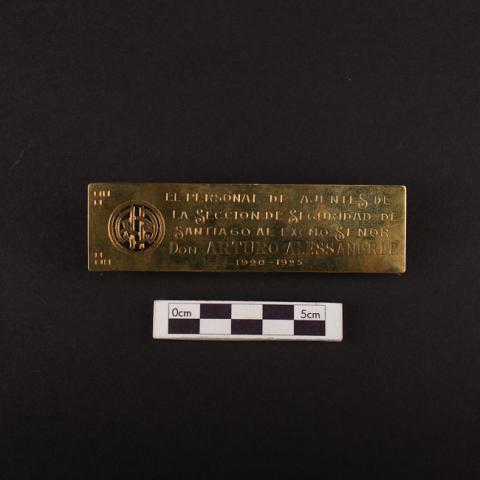 EL PERSONAL DE AJENTES DE
LA SECCION DE SEGURIDAD DE
SANTIAGO AL EXCMO SEÑOR
DON ARTURO ALESSANDRI P.
1920-1925
0cm 5cm